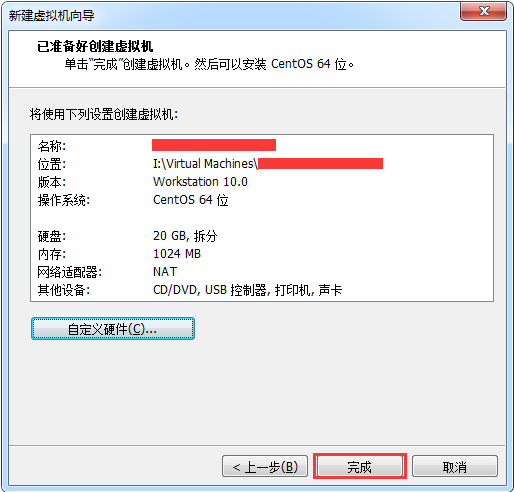 新建虚拟机向导
已准备好创建虚拟机
单击"完成"创建虚拟机。然后可以安装 CentOS 64 位。
将使用下列设置创建虚拟机:
名称:
位置: I:\Virtual Machines\
版本: Workstation 10.0
操作系统: CentOS 64 位
硬盘: 20 GB, 拆分
内存: 1024 MB
网络适配器: NAT
其他设备: CD/DVD, USB 控制器, 打印机, 声卡
自定义硬件(C)...
< 上一步(B) 完成 取消